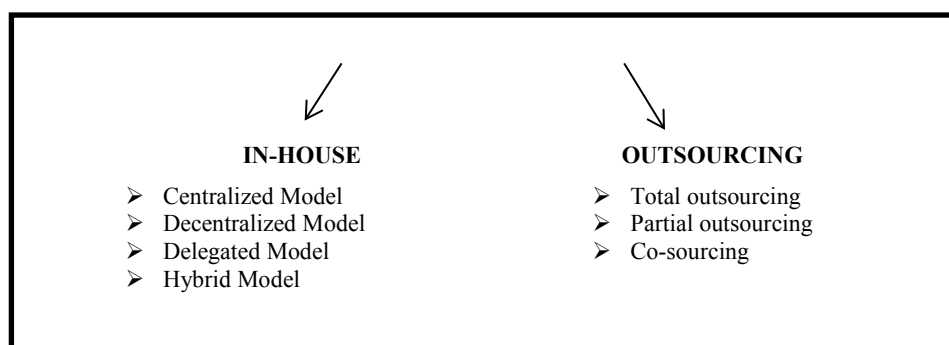 IN-HOUSE
➢ Centralized Model
➢ Decentralized Model
➢ Delegated Model
➢ Hybrid Model
OUTSOURCING
➢ Total outsourcing
➢ Partial outsourcing
➢ Co-sourcing